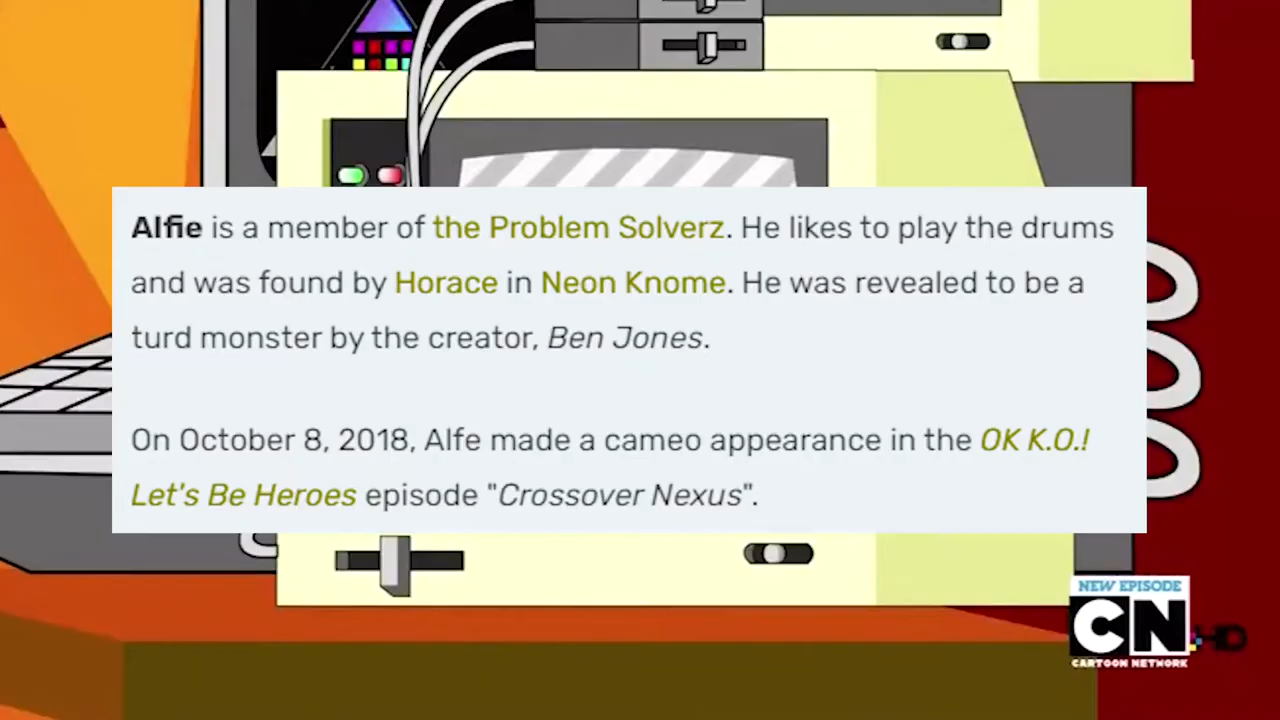 Alfie is a member of the Problem Solverz. He likes to play the drums
and was found by Horace in Neon Knome. He was revealed to be a
turd monster by the creator, Ben Jones.
On October 8, 2018, Alfe made a cameo appearance in the OK K.O.!
Let's Be Heroes episode "Crossover Nexus".
NEW EPISODE
CN HD
CARTOON NETWORK